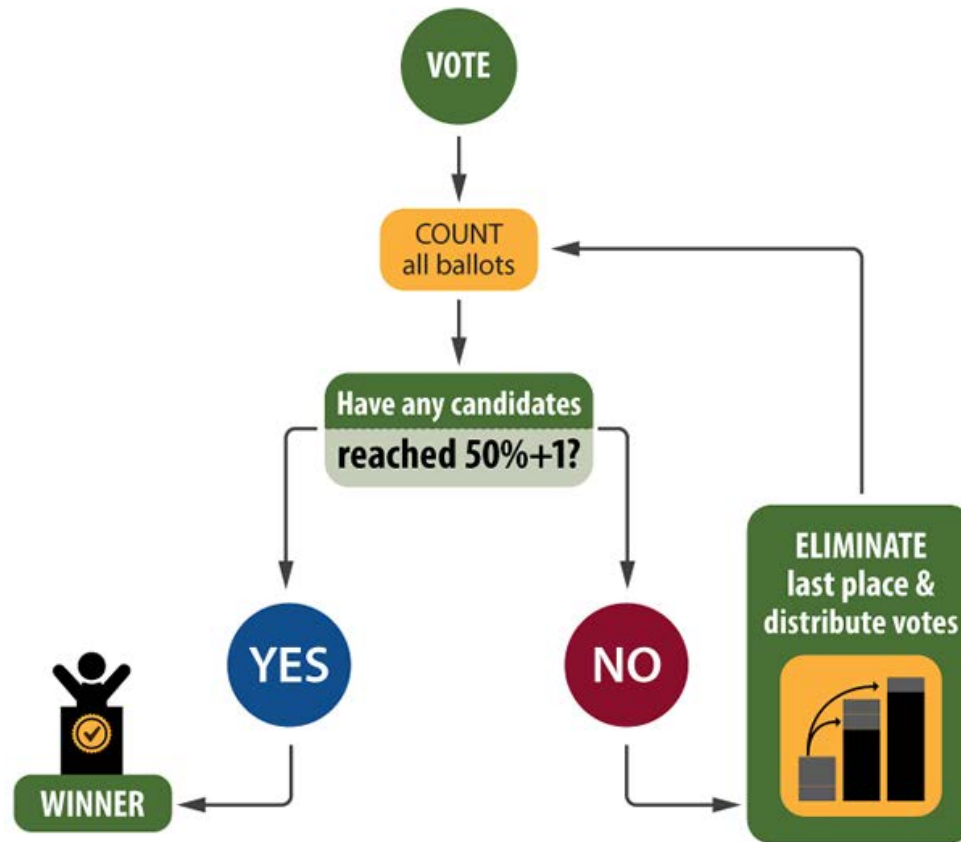 VOTE
COUNT
all ballots
Have any candidates
reached 50%+1?
YES
NO
WINNER
ELIMINATE
last place &
distribute votes